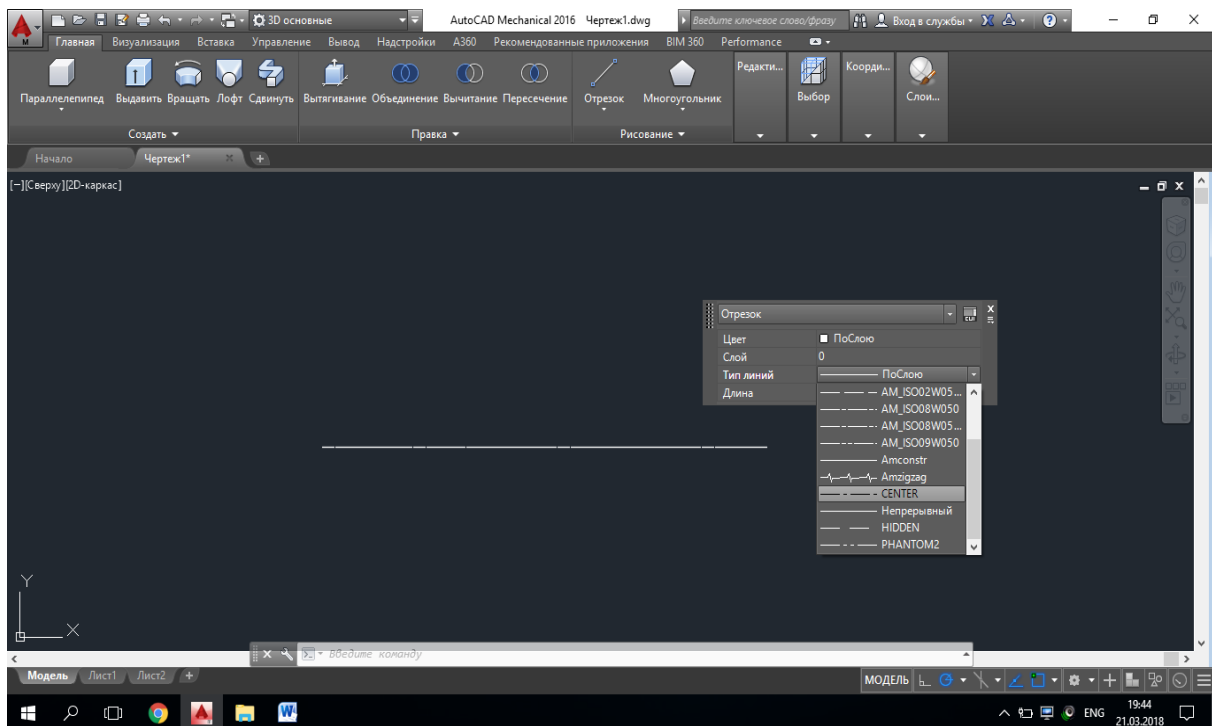 3D основные AutoCAD Mechanical 2016 Чертеж1.dwg Введите ключевое слово/фразу Вход в службы
M Главная Визуализация Вставка Управление Вывод Надстройки A360 Рекомендованные приложения BIM 360 Performance
Параллелепипед Выдавить Вращать Лофт Сдвинуть Вытягивание Объединение Вычитание Пересечение Отрезок Многоугольник Редакти... Выбор Коорди... Слои...
Создать Правка Рисование
Начало Чертеж1* +
[−][Сверху][2D-каркас]
Отрезок CUI
Цвет ПоСлою
Слой 0
Тип линий ПоСлою
Длина AM_ISO02W05...
AM_ISO08W050
AM_ISO08W05...
AM_ISO09W050
Amconstr
Amzigzag
CENTER
Непрерывный
HIDDEN
PHANTOM2
Y
X
Введите команду
Модель Лист1 Лист2 + МОДЕЛЬ
W ENG 19:44
21.03.2018